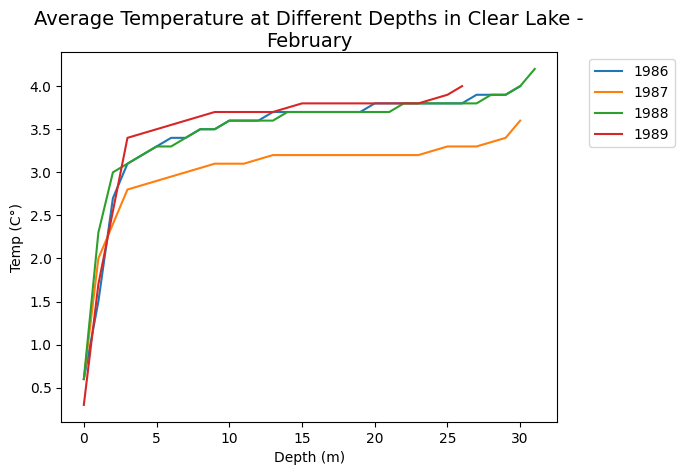 Average Temperature at Different Depths in Clear Lake -
February
1986
1987
1988
1989
4.0
3.5
3.0
2.5
2.0
1.5
1.0
0.5
Temp (C°)
0 5 10 15 20 25 30
Depth (m)